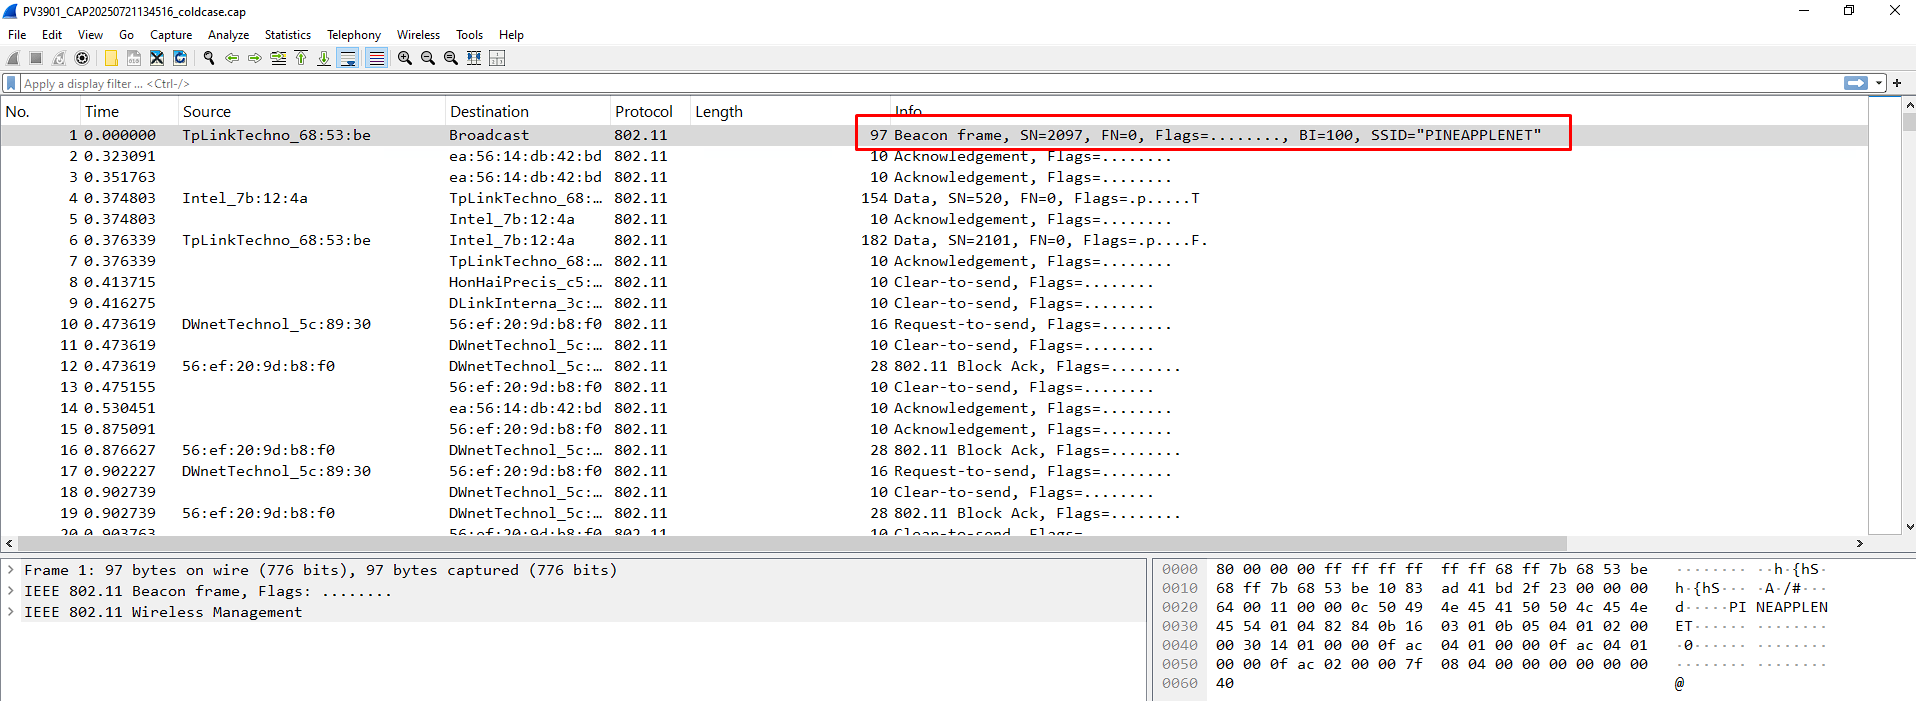 PV3901_CAP20250721134516_coldcase.cap
File Edit View Go Capture Analyze Statistics Telephony Wireless Tools Help
Apply a display filter ... <Ctrl-/>
No. Time Source Destination Protocol Length Info
1 0.000000 TpLinkTechno_68:53:be Broadcast 802.11 97 Beacon frame, SN=2097, FN=0, Flags=........, BI=100, SSID="PINEAPPLENET"
2 0.323091 ea:56:14:db:42:bd 802.11 10 Acknowledgement, Flags=........
3 0.351763 ea:56:14:db:42:bd 802.11 10 Acknowledgement, Flags=........
4 0.374803 Intel_7b:12:4a TpLinkTechno_68:… 802.11 154 Data, SN=520, FN=0, Flags=.p.....T
5 0.374803 Intel_7b:12:4a 802.11 10 Acknowledgement, Flags=........
6 0.376339 TpLinkTechno_68:53:be Intel_7b:12:4a 802.11 182 Data, SN=2101, FN=0, Flags=.p....F.
7 0.376339 TpLinkTechno_68:… 802.11 10 Acknowledgement, Flags=........
8 0.413715 HonHaiPrecis_c5:… 802.11 10 Clear-to-send, Flags=........
9 0.416275 DLinkInterna_3c:… 802.11 10 Clear-to-send, Flags=........
10 0.473619 DWnetTechnol_5c:89:30 56:ef:20:9d:b8:f0 802.11 16 Request-to-send, Flags=........
11 0.473619 DWnetTechnol_5c:… 802.11 10 Clear-to-send, Flags=........
12 0.473619 56:ef:20:9d:b8:f0 DWnetTechnol_5c:… 802.11 28 802.11 Block Ack, Flags=........
13 0.475155 56:ef:20:9d:b8:f0 802.11 10 Clear-to-send, Flags=........
14 0.530451 ea:56:14:db:42:bd 802.11 10 Acknowledgement, Flags=........
15 0.875091 56:ef:20:9d:b8:f0 802.11 10 Acknowledgement, Flags=........
16 0.876627 56:ef:20:9d:b8:f0 DWnetTechnol_5c:… 802.11 28 802.11 Block Ack, Flags=........
17 0.902227 DWnetTechnol_5c:89:30 56:ef:20:9d:b8:f0 802.11 16 Request-to-send, Flags=........
18 0.902739 DWnetTechnol_5c:… 802.11 10 Clear-to-send, Flags=........
19 0.902739 56:ef:20:9d:b8:f0 DWnetTechnol_5c:… 802.11 28 802.11 Block Ack, Flags=........
20 0.903763 56:ef:20:9d:b8:f0 802.11 10 Clear-to-send, Flags=
Frame 1: 97 bytes on wire (776 bits), 97 bytes captured (776 bits)
IEEE 802.11 Beacon frame, Flags: ........
IEEE 802.11 Wireless Management
0000 80 00 00 00 ff ff ff ff ff ff 68 ff 7b 68 53 be ········ ··h·{hS·
0010 68 ff 7b 68 53 be 10 83 ad 41 bd 2f 23 00 00 00 h·{hS··· ·A·/#···
0020 64 00 11 00 00 0c 50 49 4e 45 41 50 50 4c 45 4e d·····PI NEAPPLEN
0030 45 54 01 04 82 84 0b 16 03 01 0b 05 04 01 02 00 ET······ ········
0040 00 30 14 01 00 00 0f ac 04 01 00 00 0f ac 04 01 ·0······ ········
0050 00 00 0f ac 02 00 00 7f 08 04 00 00 00 00 00 00 ········ ········
0060 40 @